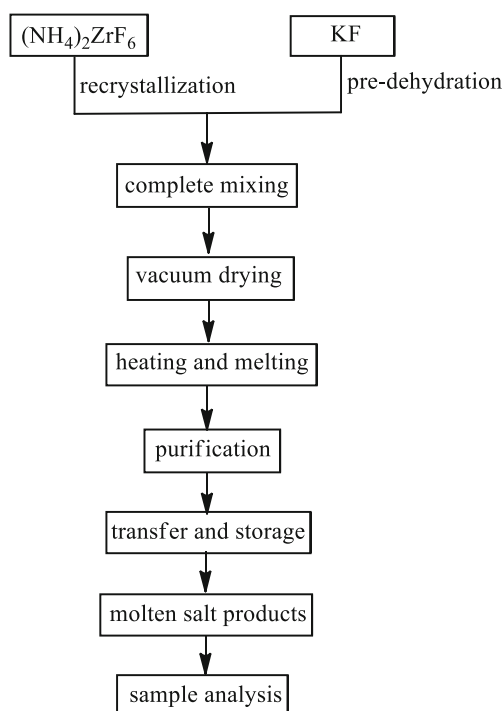 (NH₄)₂ZrF₆
KF
recrystallization
pre-dehydration
complete mixing
vacuum drying
heating and melting
purification
transfer and storage
molten salt products
sample analysis